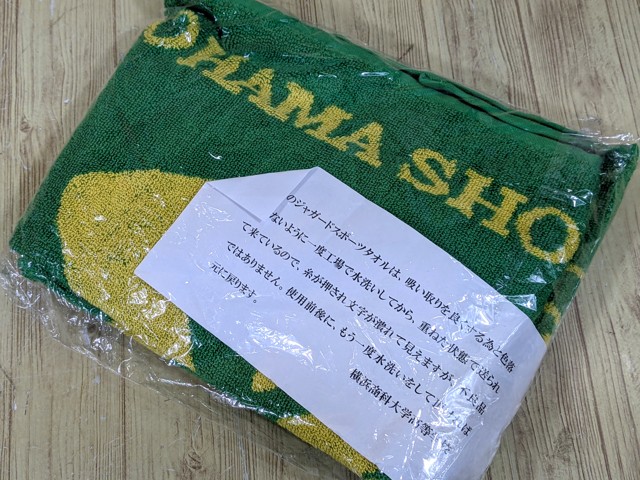 OHAMA SHO
のジャガードスポーツタオルは、吸い取りを良くする為と色落
ないように一度工場で水洗いしてから、重ねた状態で送られ
て来ているので、糸が押され文字が潰れて見えますが、不良品
ではありません。使用前後に、もう一度水洗いをして
元に戻ります。
横浜商科大学高等学